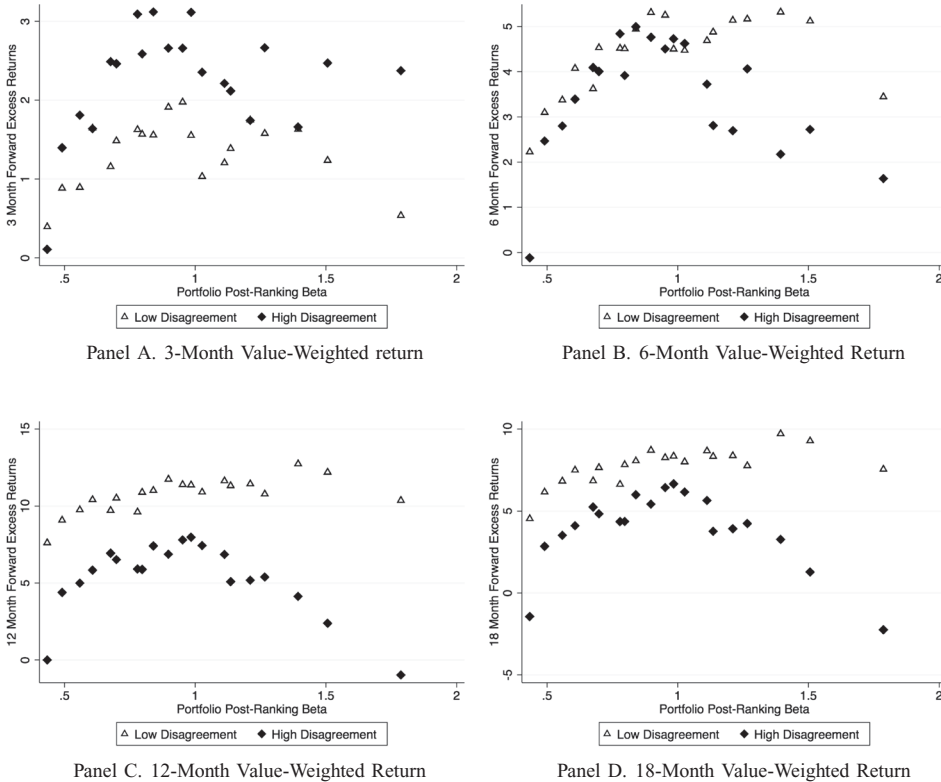 3 Month Forward Excess Returns
3
2
1
0
.5
1
1.5
2
Portfolio Post-Ranking Beta
Low Disagreement
High Disagreement
Panel A. 3-Month Value-Weighted return
6 Month Forward Excess Returns
5
4
3
2
1
0
.5
1
1.5
2
Portfolio Post-Ranking Beta
Low Disagreement
High Disagreement
Panel B. 6-Month Value-Weighted Return
12 Month Forward Excess Returns
15
10
5
0
.5
1
1.5
2
Portfolio Post-Ranking Beta
Low Disagreement
High Disagreement
Panel C. 12-Month Value-Weighted Return
18 Month Forward Excess Returns
10
5
0
-5
.5
1
1.5
2
Portfolio Post-Ranking Beta
Low Disagreement
High Disagreement
Panel D. 18-Month Value-Weighted Return